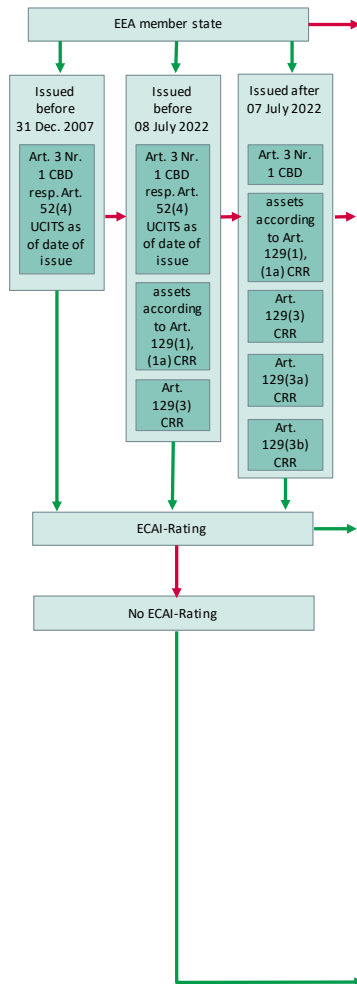 EEA member state
Issued
before
31 Dec. 2007
Art. 3 Nr.
1 CBD
resp. Art.
52(4)
UCITS as
of date of
issue
Issued
before
08 July 2022
Art. 3 Nr.
1 CBD
resp. Art.
52(4)
UCITS as
of date of
issue
assets
according
to Art.
129(1),
(1a) CRR
Art.
129(3)
CRR
Issued after
07 July 2022
Art. 3 Nr.
1 CBD
assets
according
to Art.
129(1),
(1a) CRR
Art.
129(3)
CRR
Art.
129(3a)
CRR
Art.
129(3b)
CRR
ECAI-Rating
No ECAI-Rating